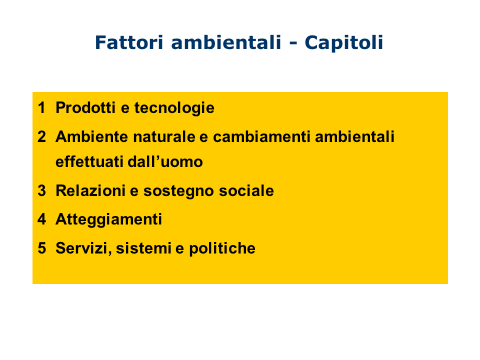 Fattori ambientali - Capitoli
1 Prodotti e tecnologie
2 Ambiente naturale e cambiamenti ambientali
effettuati dall’uomo
3 Relazioni e sostegno sociale
4 Atteggiamenti
5 Servizi, sistemi e politiche